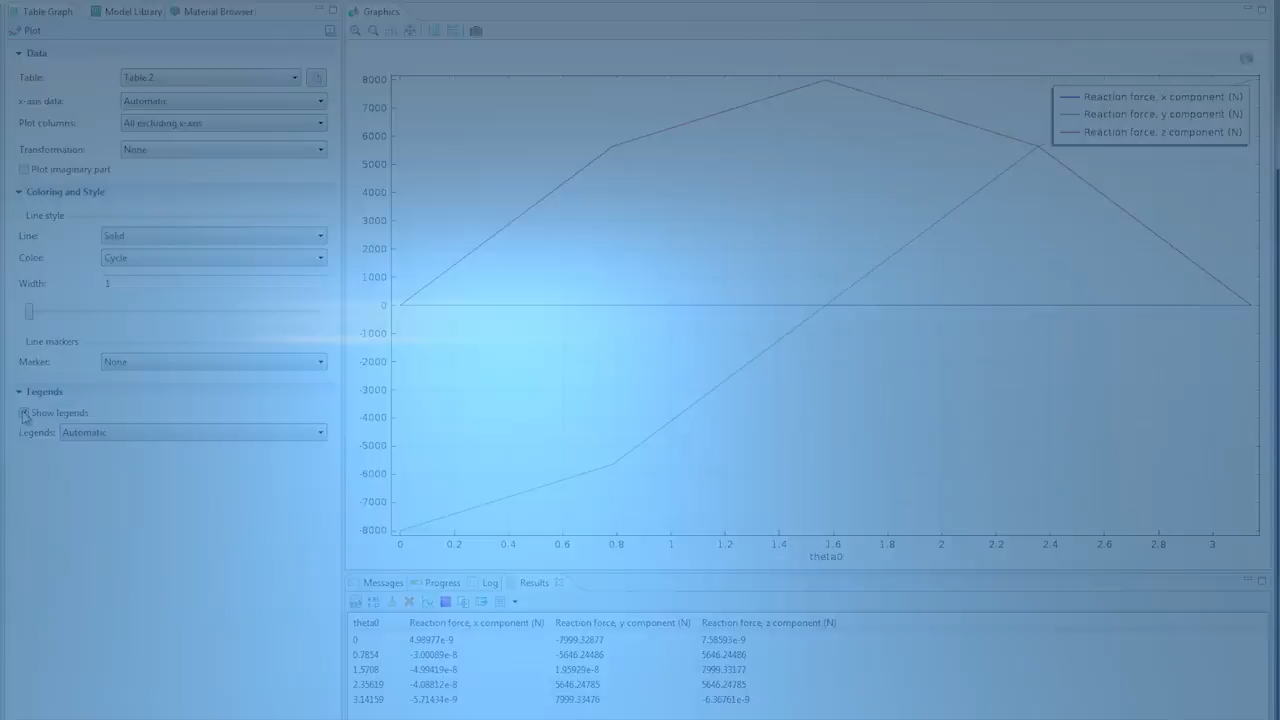 Table Graph Model Library Material Browser
Plot
Data
Table: Table 2
x-axis data: Automatic
Plot columns: All excluding x-axis
Transformation: None
Plot imaginary part
Coloring and Style
Line style
Line: Solid
Color: Cycle
Width: 1
Line markers
Marker: None
Legends
Show legends
Legends: Automatic
Graphics
8000
7000
6000
5000
4000
3000
2000
1000
0
-1000
-2000
-3000
-4000
-5000
-6000
-7000
-8000
Reaction force, x component (N)
Reaction force, y component (N)
Reaction force, z component (N)
0 0.2 0.4 0.6 0.8 1 1.2 1.4 1.6 1.8 2 2.2 2.4 2.6 2.8 3
theta0
Messages Progress Log Results
theta0 Reaction force, x component (N) Reaction force, y component (N) Reaction force, z component (N)
0 4.98977e-9 -7999.32877 7.58593e-9
0.7854 -3.00089e-8 -5646.24486 5646.24486
1.5708 -4.99419e-8 1.95929e-8 7999.33177
2.35619 -4.08812e-8 5646.24785 5646.24785
3.14159 -5.71434e-9 7999.33476 -6.36761e-9